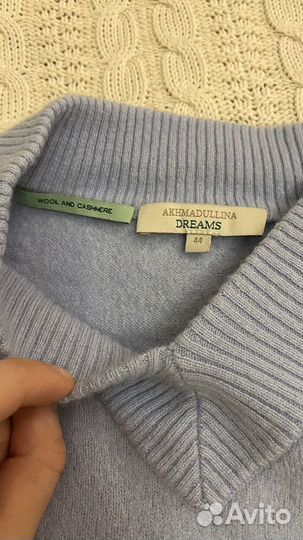 WOOL AND CASHMERE
AKHMADULLINA
DREAMS
44
Avito